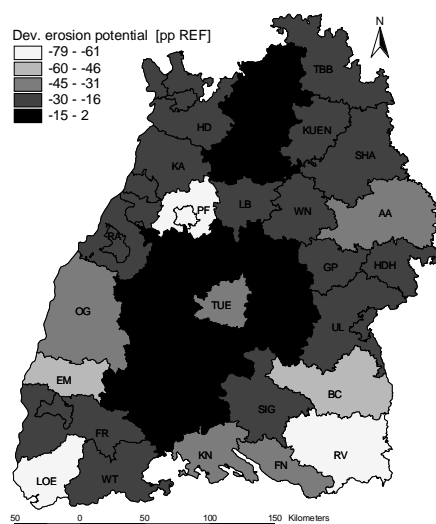 Dev. erosion potential [pp REF]
-79 - -61
-60 - -46
-45 - -31
-30 - -16
-15 - 2
N
TBB
HD
KUEN
SHA
KA
PF
LB
WN
AA
RA
GP
HDH
OG
TUE
UL
EM
BC
SIG
FR
KN
FN
RV
LOE
WT
50 0 50 100 150 Kilometers